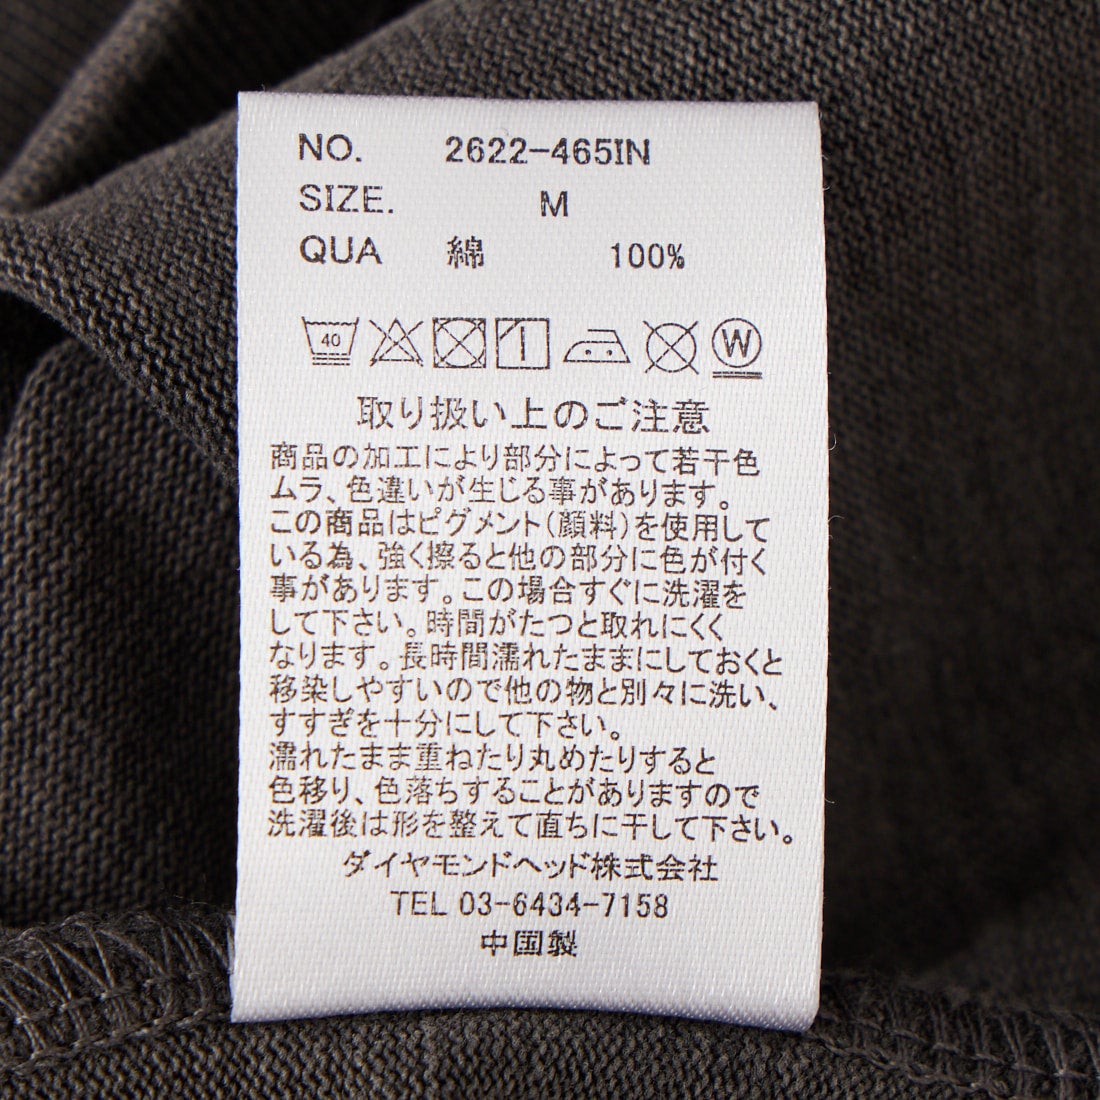 NO. 2622-465IN
SIZE. M
QUA 綿 100%
40 W
取り扱い上のご注意
商品の加工により部分によって若干色
ムラ、色違いが生じる事があります。
この商品はピグメント(顔料)を使用して
いる為、強く擦ると他の部分に色が付く
事があります。この場合すぐに洗濯を
して下さい。時間がたつと取れにくく
なります。長時間濡れたままにしておくと
移染しやすいので他の物と別々に洗い、
すすぎを十分にして下さい。
濡れたまま重ねたり丸めたりすると
色移り、色落ちすることがありますので
洗濯後は形を整えて直ちに干して下さい。
ダイヤモンドヘッド株式会社
TEL 03-6434-7158
中国製